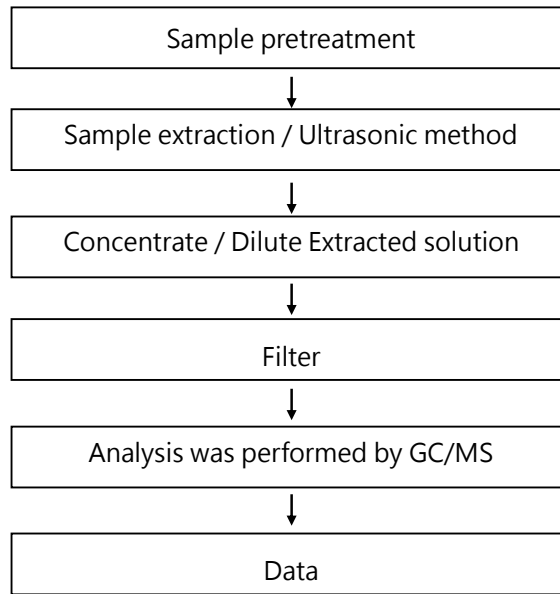 Sample pretreatment
Sample extraction / Ultrasonic method
Concentrate / Dilute Extracted solution
Filter
Analysis was performed by GC/MS
Data